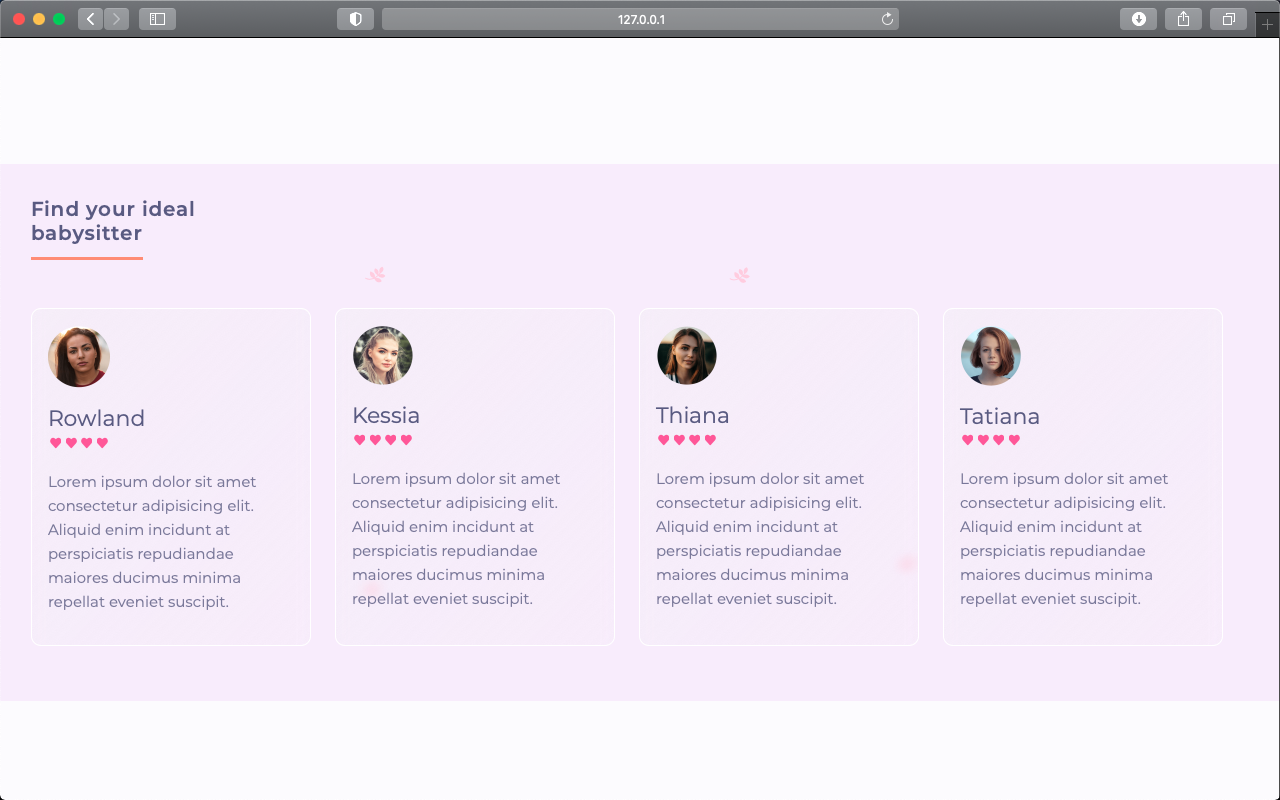 127.0.0.1
Find your ideal
babysitter
Rowland
Lorem ipsum dolor sit amet
consectetur adipisicing elit.
Aliquid enim incidunt at
perspiciatis repudiandae
maiores ducimus minima
repellat eveniet suscipit.
Kessia
Lorem ipsum dolor sit amet
consectetur adipisicing elit.
Aliquid enim incidunt at
perspiciatis repudiandae
maiores ducimus minima
repellat eveniet suscipit.
Thiana
Lorem ipsum dolor sit amet
consectetur adipisicing elit.
Aliquid enim incidunt at
perspiciatis repudiandae
maiores ducimus minima
repellat eveniet suscipit.
Tatiana
Lorem ipsum dolor sit amet
consectetur adipisicing elit.
Aliquid enim incidunt at
perspiciatis repudiandae
maiores ducimus minima
repellat eveniet suscipit.